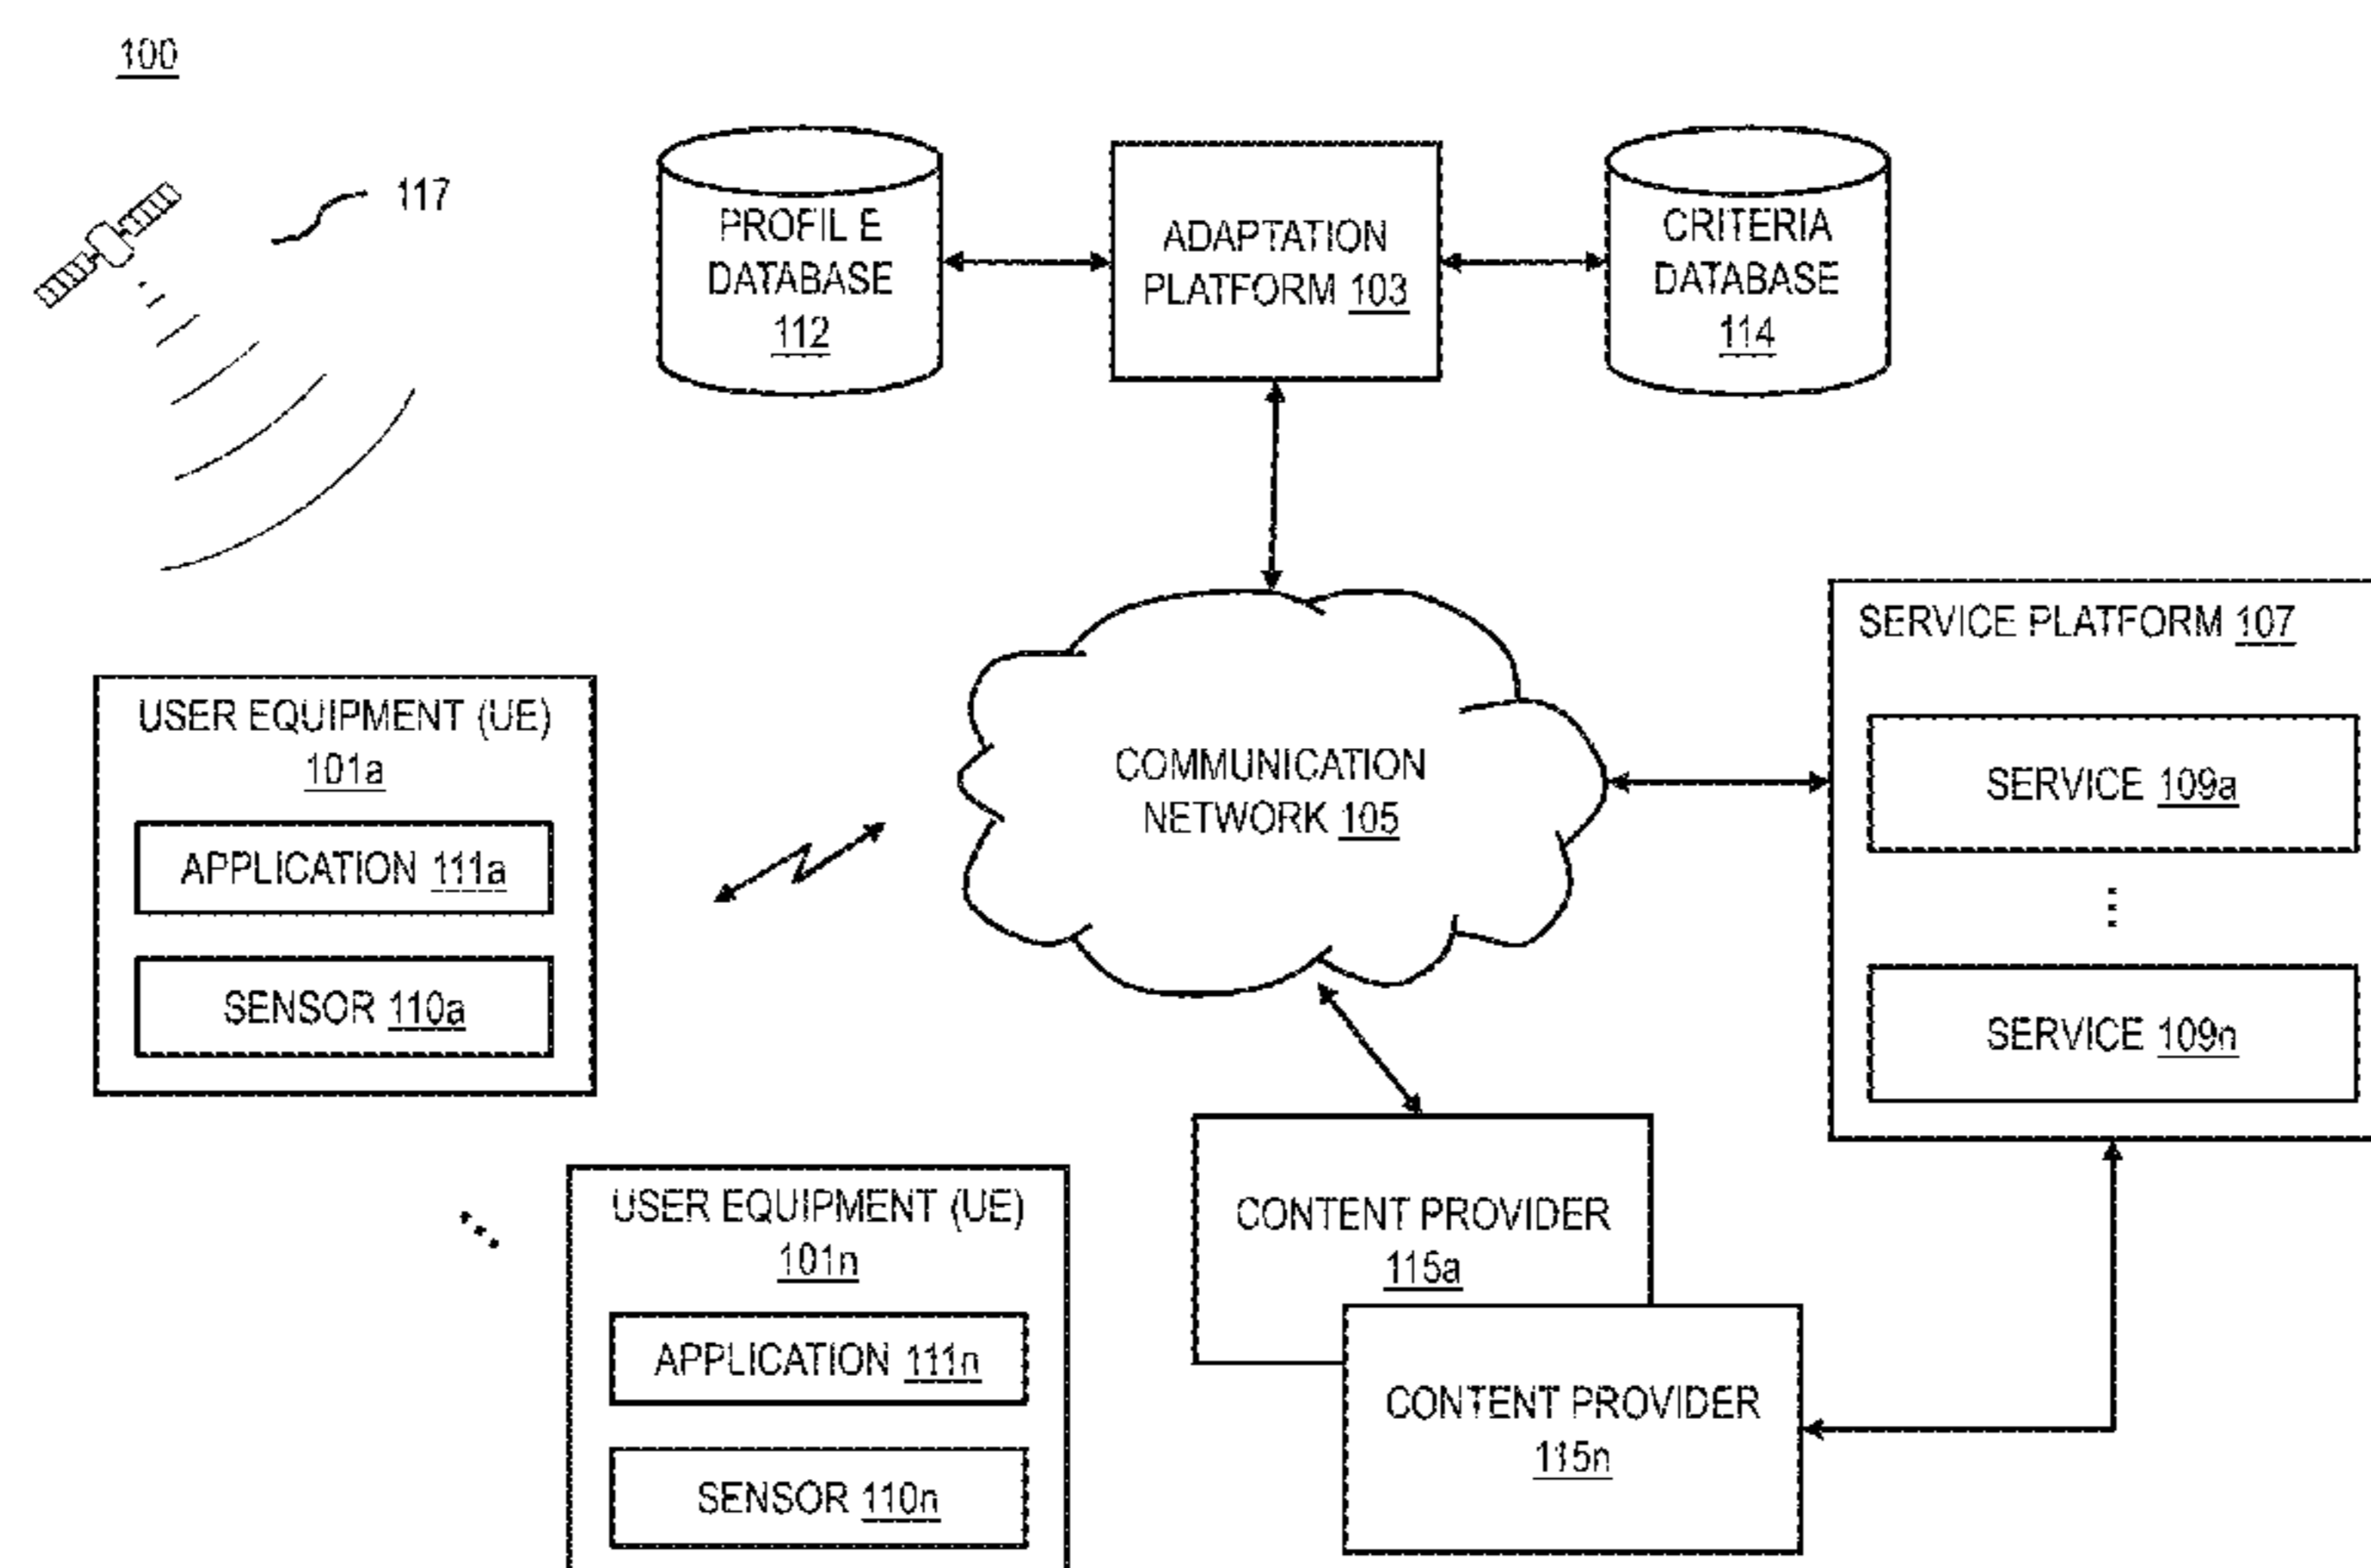 100
117
PROFILE
DATABASE
112
ADAPTATION
PLATFORM 103
CRITERIA
DATABASE
114
COMMUNICATION
NETWORK 105
SERVICE PLATFORM 107
SERVICE 109a
SERVICE 109n
USER EQUIPMENT (UE)
101a
APPLICATION 111a
SENSOR 110a
USER EQUIPMENT (UE)
101n
APPLICATION 111n
SENSOR 110n
CONTENT PROVIDER
115a
CONTENT PROVIDER
115n